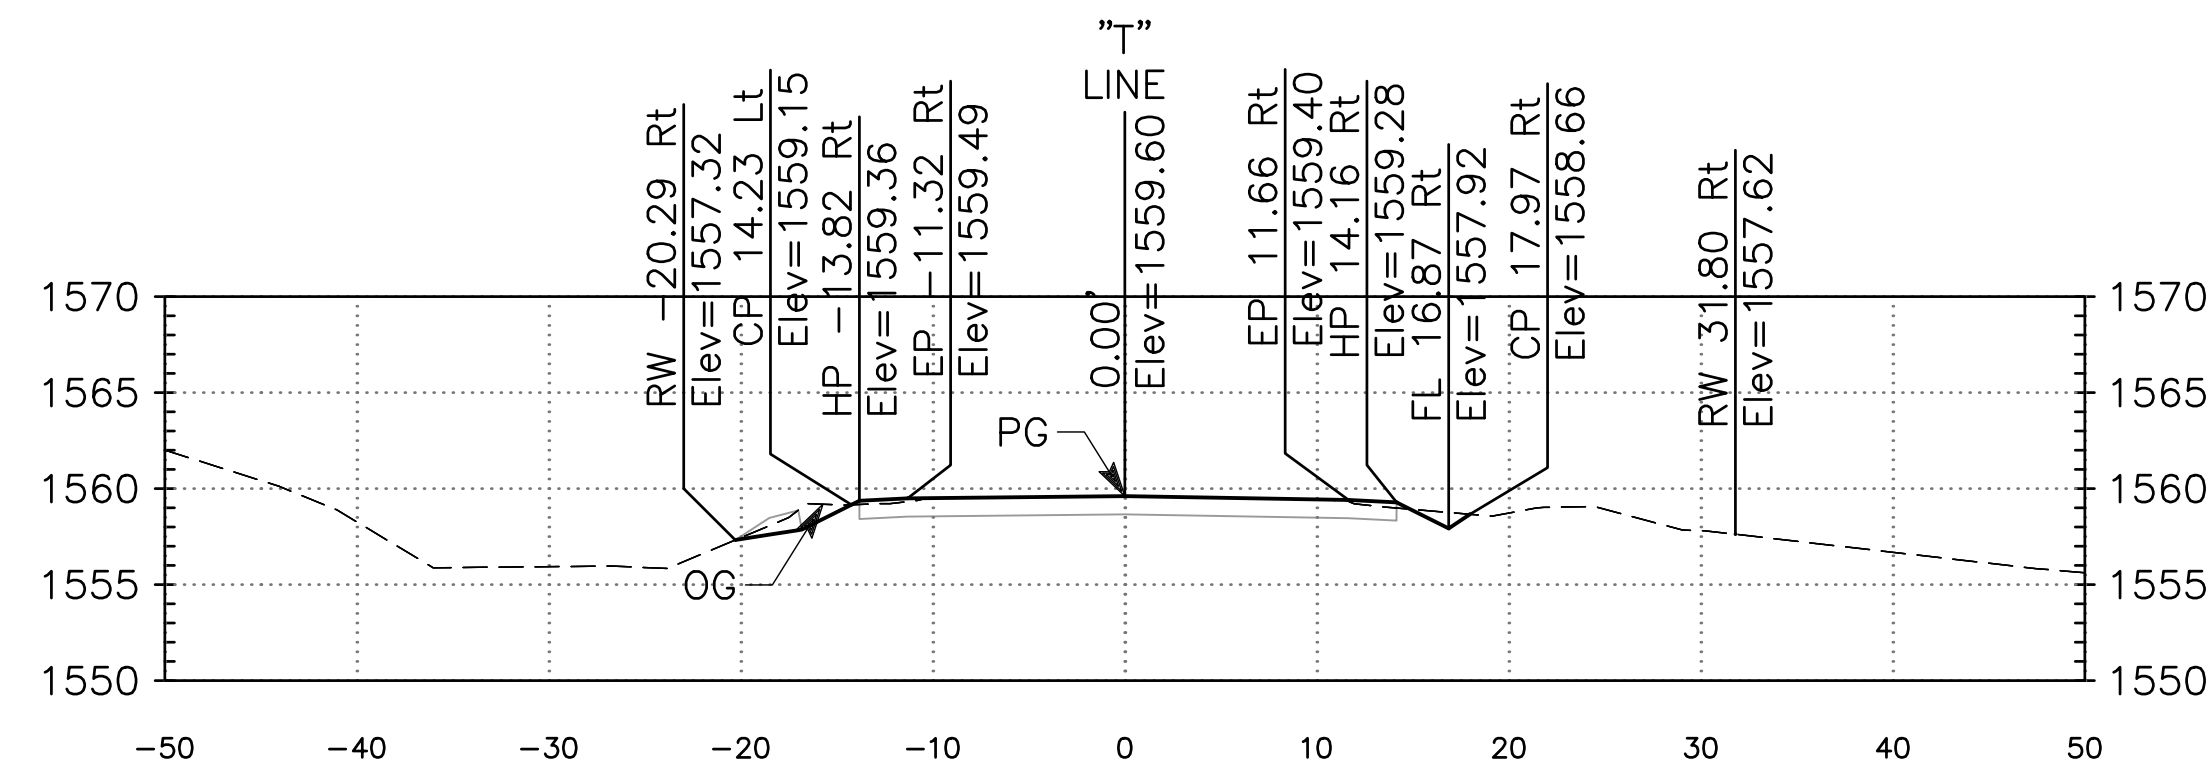 "T"
LINE
RW -20.29 Rt
Elev=1557.32
CP 14.23 Lt
Elev=1559.15
HP -13.82 Rt
Elev=1559.36
EP -11.32 Rt
Elev=1559.49
0.00'
Elev=1559.60
EP 11.66 Rt
Elev=1559.40
HP 14.16 Rt
Elev=1559.28
FL 16.87 Rt
Elev=1557.92
CP 17.97 Rt
Elev=1558.66
RW 31.80 Rt
Elev=1557.62
1570 1570
1565 1565
PG
1560 1560
OG
1555 1555
1550 1550
-50 -40 -30 -20 -10 0 10 20 30 40 50